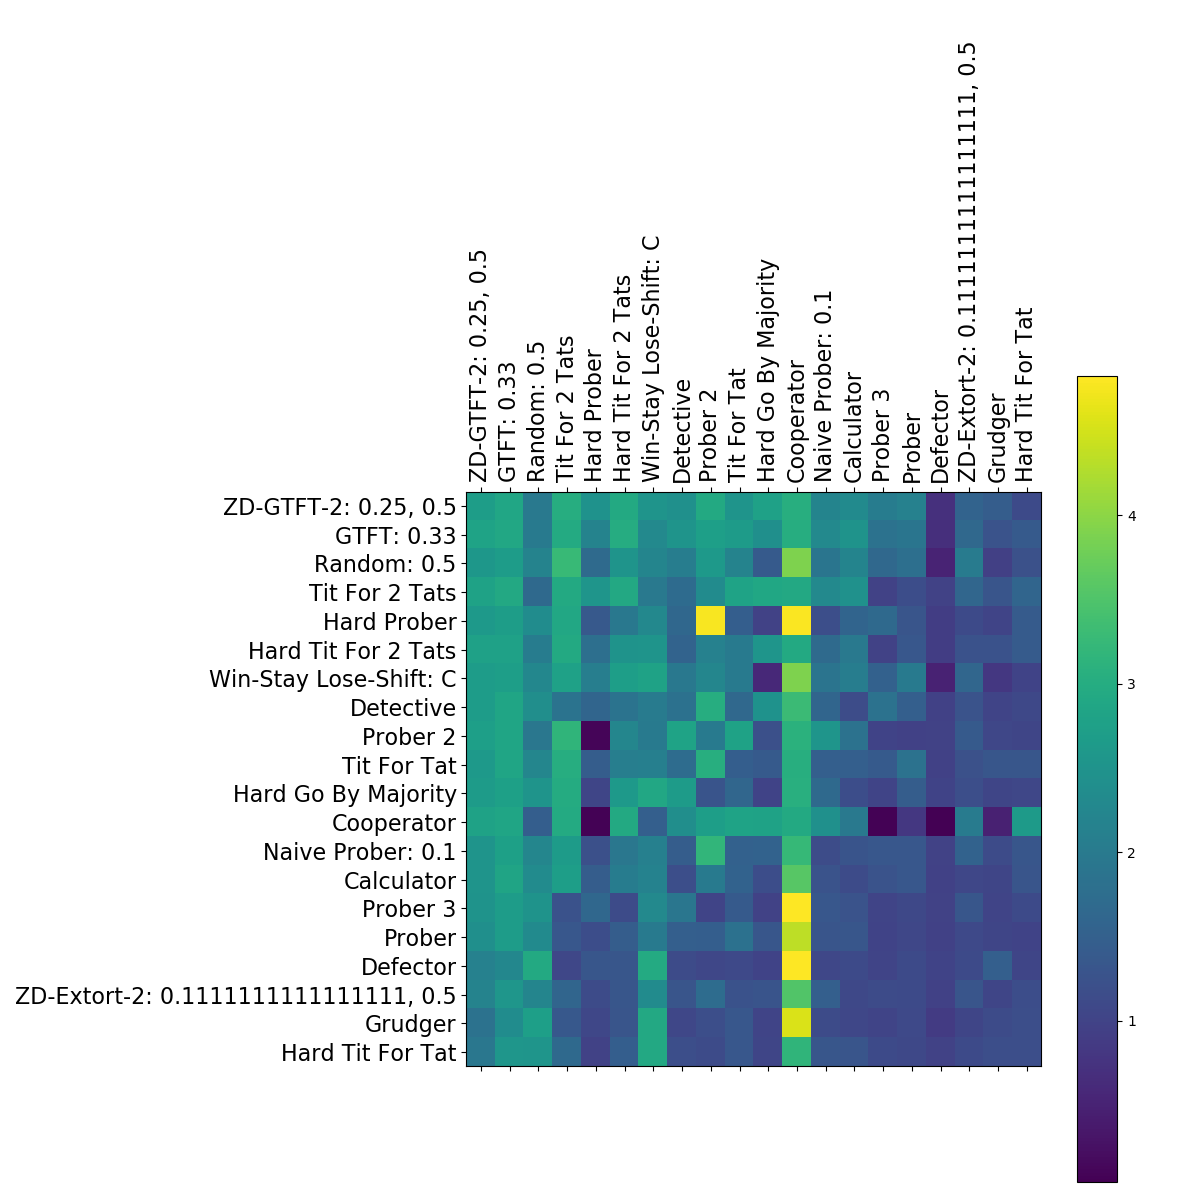 ZD-GTFT-2: 0.25, 0.5
GTFT: 0.33
Random: 0.5
Tit For 2 Tats
Hard Prober
Hard Tit For 2 Tats
Win-Stay Lose-Shift: C
Detective
Prober 2
Tit For Tat
Hard Go By Majority
Cooperator
Naive Prober: 0.1
Calculator
Prober 3
Prober
Defector
ZD-Extort-2: 0.1111111111111111, 0.5
Grudger
Hard Tit For Tat
ZD-GTFT-2: 0.25, 0.5
GTFT: 0.33
Random: 0.5
Tit For 2 Tats
Hard Prober
Hard Tit For 2 Tats
Win-Stay Lose-Shift: C
Detective
Prober 2
Tit For Tat
Hard Go By Majority
Cooperator
Naive Prober: 0.1
Calculator
Prober 3
Prober
Defector
ZD-Extort-2: 0.1111111111111111, 0.5
Grudger
Hard Tit For Tat
4
3
2
1